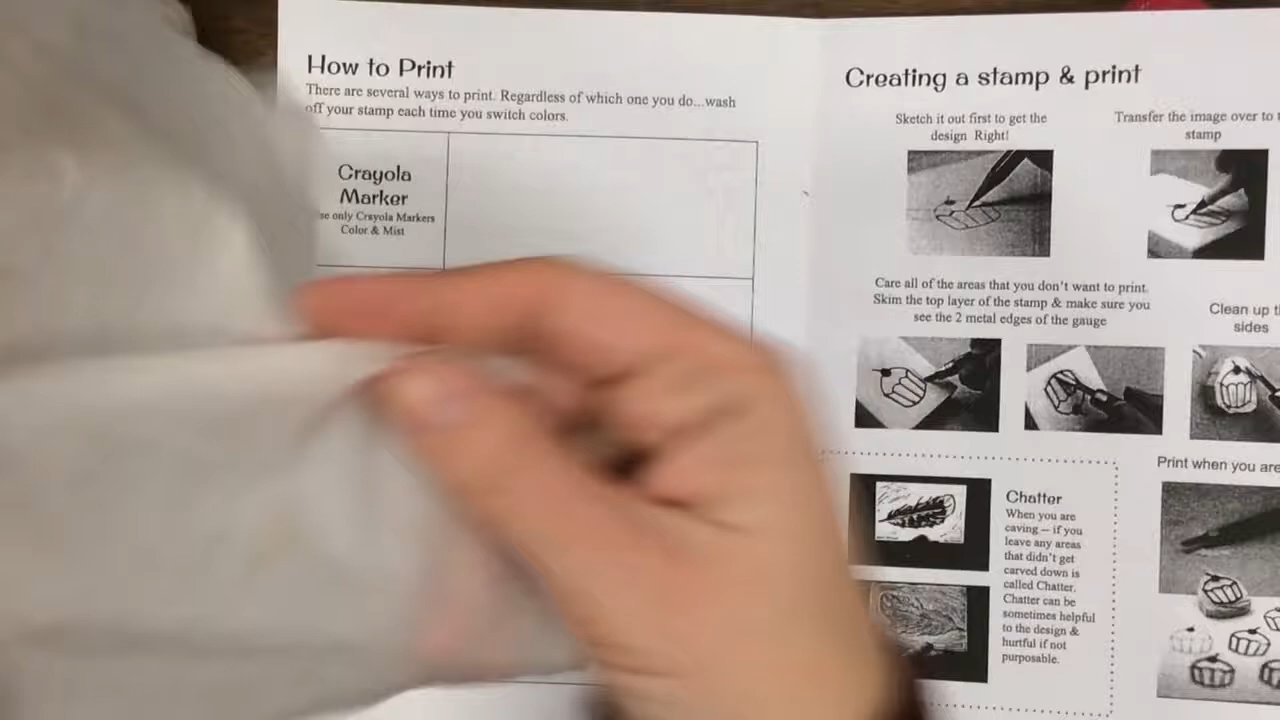 How to Print
There are several ways to print. Regardless of which one you do...wash
off your stamp each time you switch colors.
Crayola
Marker
only Crayola Markers
Color & Mist
Creating a stamp & print
Sketch it out first to get the
design Right!
Transfer the image over to
stamp
Care all of the areas that you don't want to print.
Skim the top layer of the stamp & make sure you
see the 2 metal edges of the gauge
Clean up
sides
Chatter
When you are
caving – if you
leave any areas
that didn't get
carved down is
called Chatter.
Chatter can be
sometimes helpful
to the design &
hurtful if not
purposable.
Print when you are